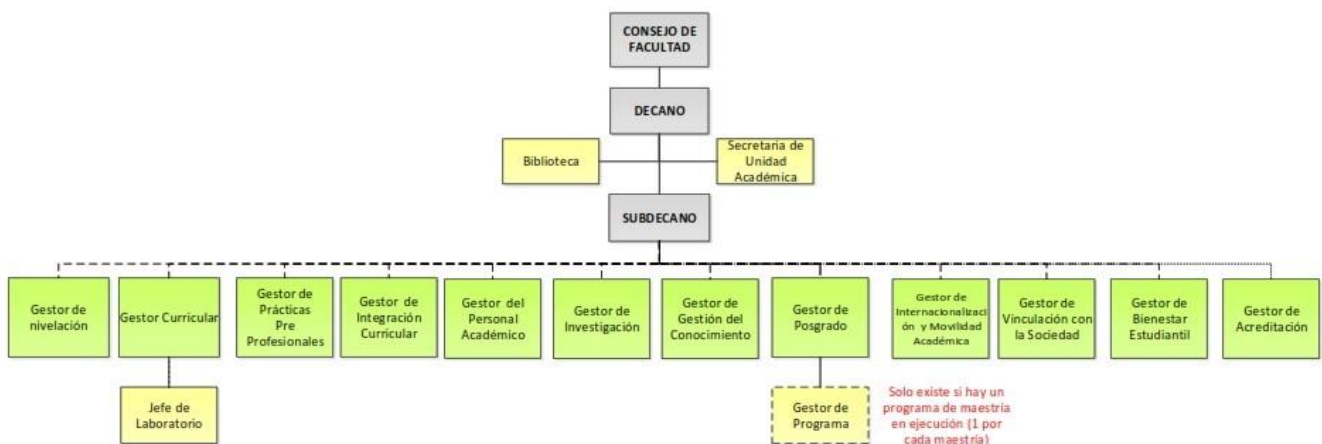 CONSEJO DE
FACULTAD
DECANO
Biblioteca
Secretaria de
Unidad
Académica
SUBDECANO
Gestor de
nivelación
Gestor Curricular
Gestor de
Prácticas
Pre
Profesionales
Gestor de
Integración
Curricular
Gestor del
Personal
Académico
Gestor de
Investigación
Gestor de
Gestión del
Conocimiento
Gestor de
Posgrado
Gestor de
Internacionalizaci
ón y Movilidad
Académica
Gestor de
Vinculación con
la Sociedad
Gestor de
Bienestar
Estudiantil
Gestor de
Acreditación
Jefe de
Laboratorio
Gestor de
Programa
Solo existe si hay un
programa de maestría
en ejecución (1 por
cada maestría)